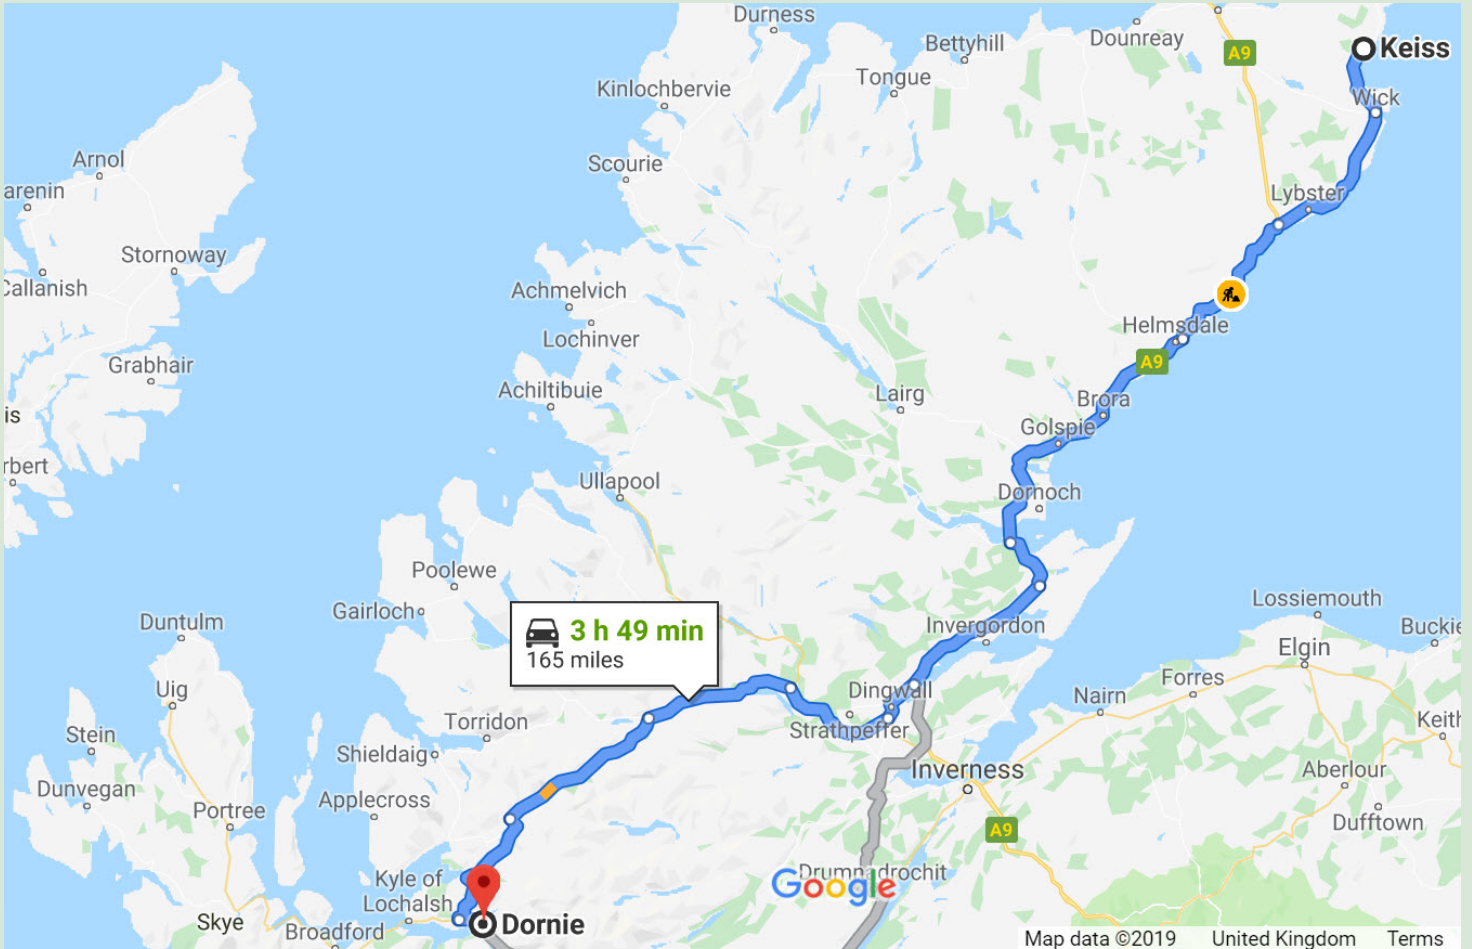 Durness
Bettyhill
Dounreay
A9
Keiss
Tongue
Kinlochbervie
Wick
Arnol
Scourie
arenin
Lybster
Stornoway
Callanish
Achmelvich
Helmsdale
Lochinver
A9
Grabhair
Achiltibuie
Lairg
Brora
is
Golspie
rbert
Ullapool
Dornoch
Poolewe
Gairloch
Lossiemouth
Duntulm
Invergordon
Buckie
3 h 49 min
165 miles
Elgin
Uig
Dingwall
Forres
Nairn
Torridon
Strathpeffer
Keith
Stein
Shieldaig
Inverness
Aberlour
Dunvegan
Portree
Applecross
A9
Dufftown
Drumnadrochit
Google
Kyle of
Lochalsh
Skye
Broadford
Dornie
Map data ©2019 United Kingdom Terms